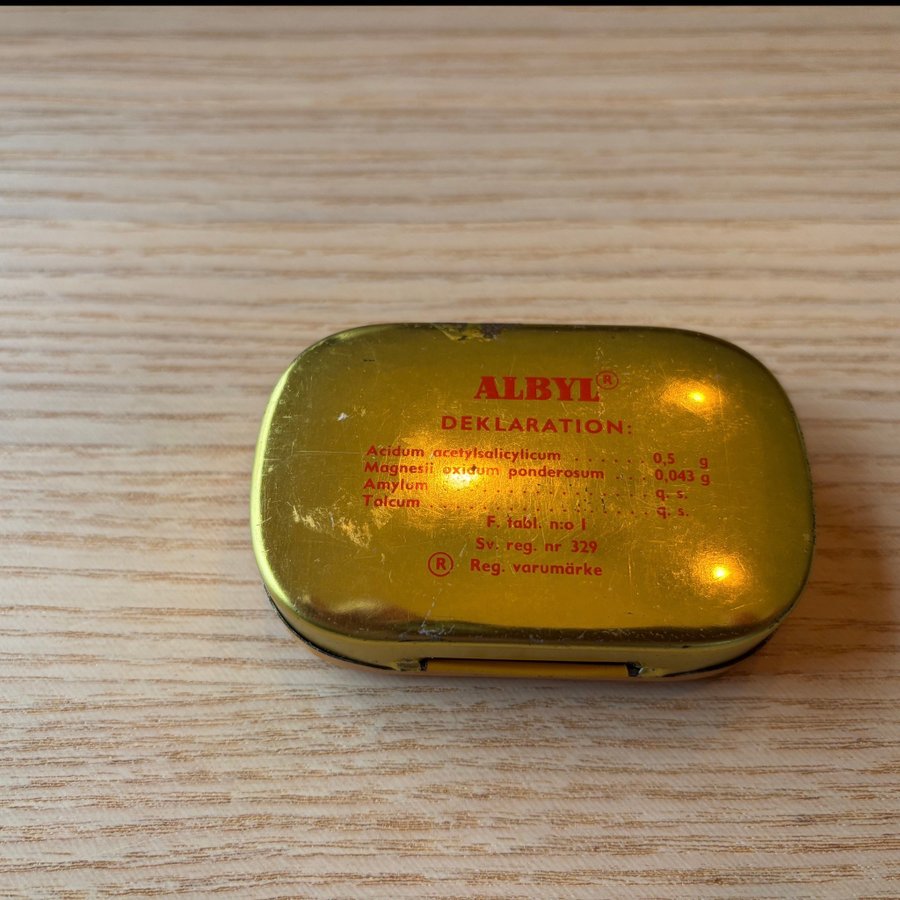 ALBYL®
DEKLARATION:
Acidum acetylsalicylicum . . . . . . 0,5 g
Magnesii oxidum ponderosum . . . 0,043 g
Amylum . . . . . . . . . . . . . . . q. s.
Talcum . . . . . . . . . . . . . . . q. s.
F. tabl. n:o I
Sv. reg. nr 329
® Reg. varumärke